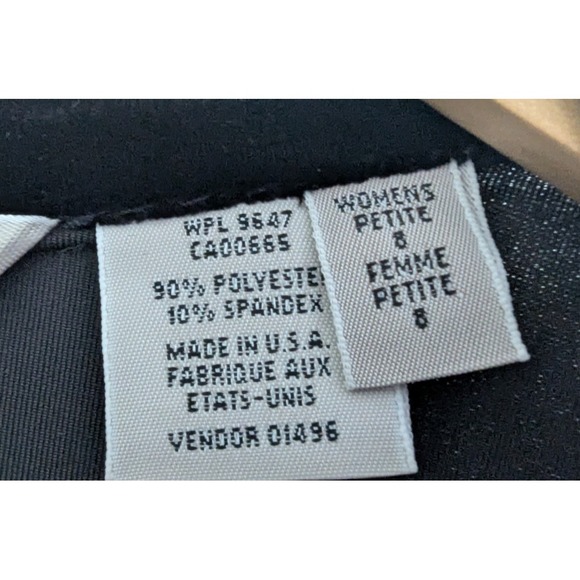 WPL 9647
CA00665
90% POLYESTE
10% SPANDEX
MADE IN U.S.A.
FABRIQUE AUX
ETATS-UNIS
VENDOR 01496
WOMENS
PETITE
8
FEMME
PETITE
8